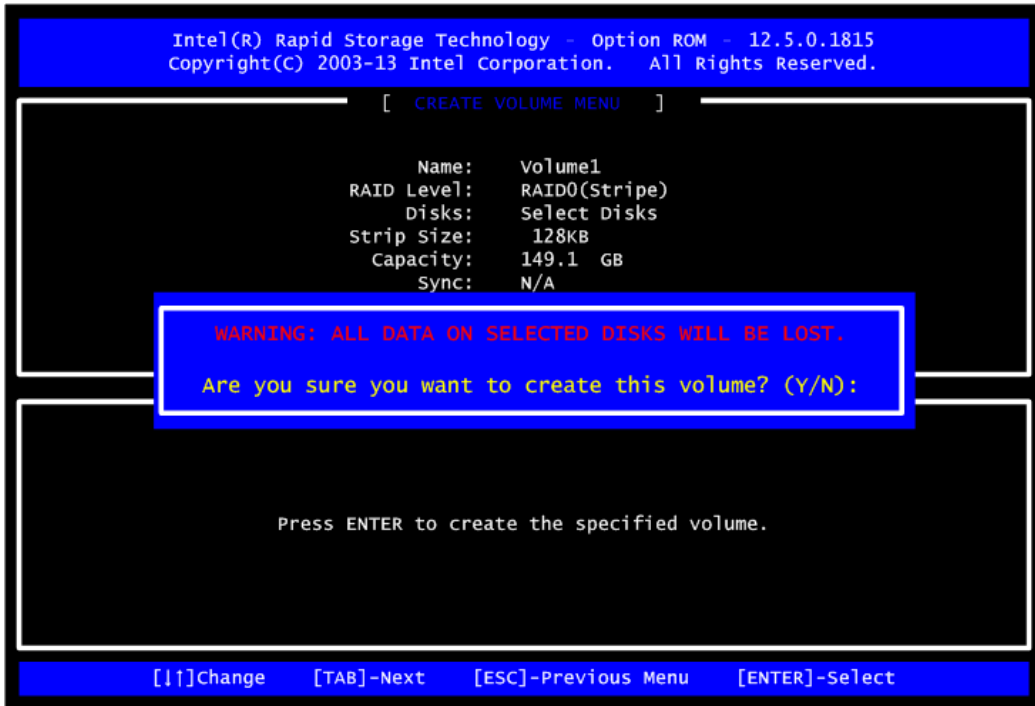 Intel(R) Rapid Storage Technology - Option ROM - 12.5.0.1815
Copyright(C) 2003-13 Intel Corporation. All Rights Reserved.
[ CREATE VOLUME MENU ]
Name: Volume1
RAID Level: RAID0(Stripe)
Disks: Select Disks
Strip Size: 128KB
Capacity: 149.1 GB
Sync: N/A
WARNING: ALL DATA ON SELECTED DISKS WILL BE LOST.
Are you sure you want to create this volume? (Y/N):
Press ENTER to create the specified volume.
[↓↑]Change [TAB]-Next [ESC]-Previous Menu [ENTER]-Select